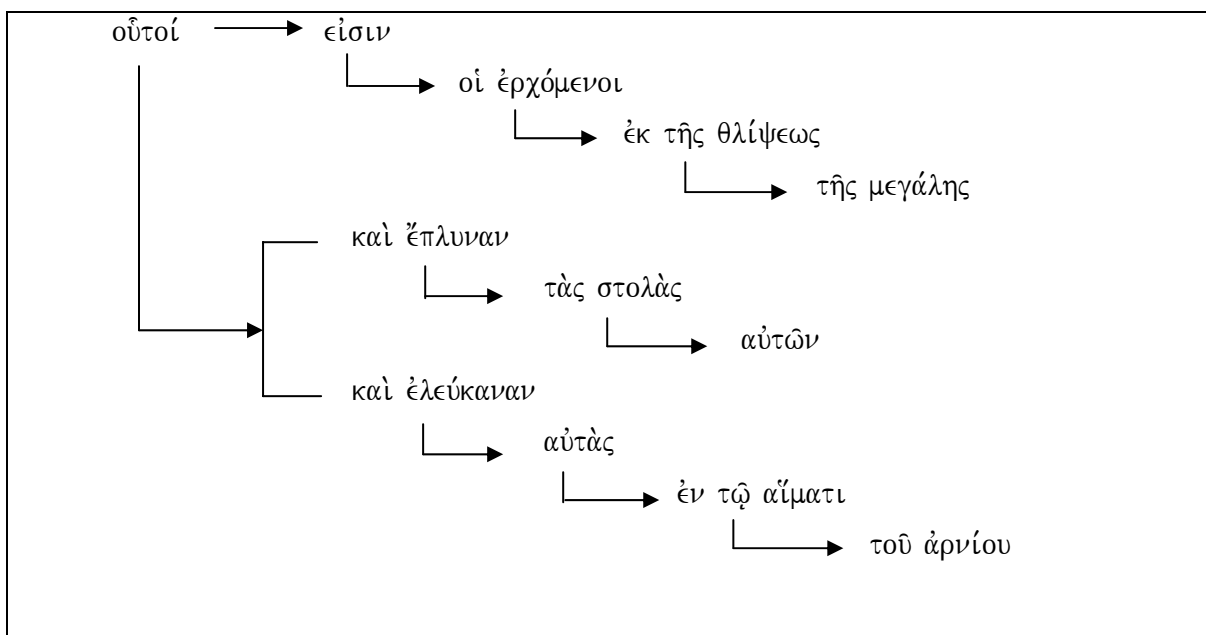 οὗτοί εἰσιν
οἱ ἐρχόμενοι
ἐκ τῆς θλίψεως
τῆς μεγάλης
καὶ ἔπλυναν
τὰς στολὰς
αὐτῶν
καὶ ἐλεύκαναν
αὐτὰς
ἐν τῷ αἵματι
τοῦ ἀρνίου